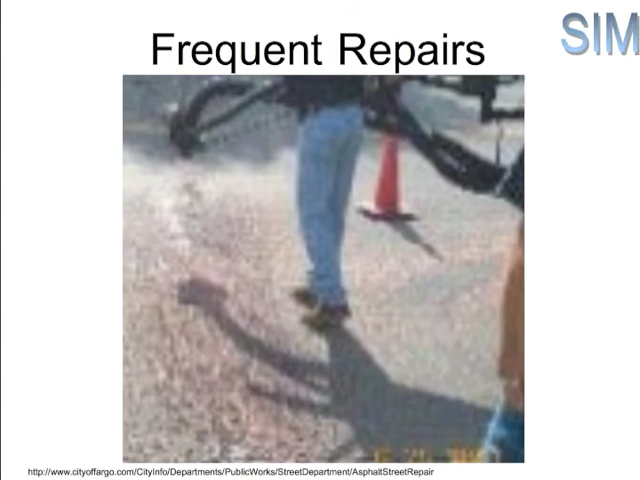 Frequent Repairs
SIM
http://www.cityoffargo.com/CityInfo/Departments/PublicWorks/StreetDepartment/AsphaltStreetRepair